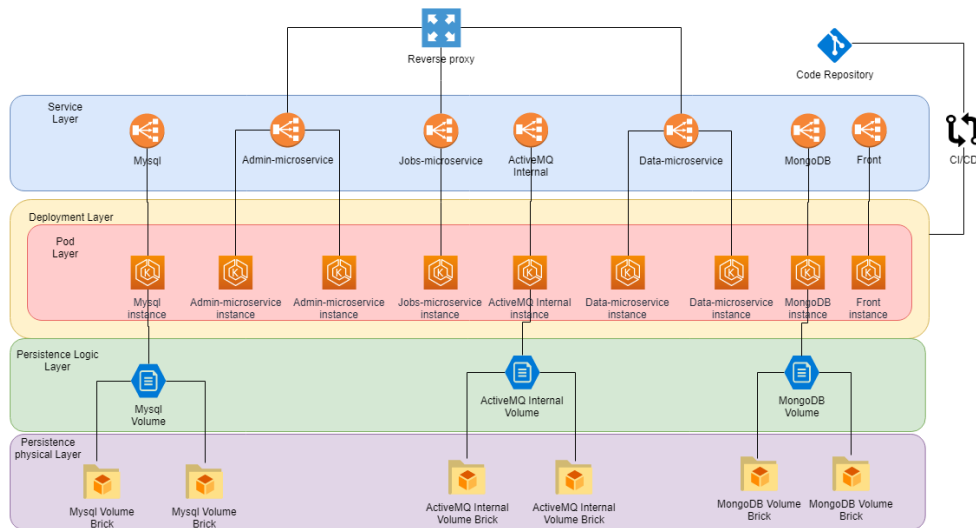 Reverse proxy
Code Repository
CI/CD
Service
Layer
Mysql
Admin-microservice
Jobs-microservice
ActiveMQ
Internal
Data-microservice
MongoDB
Front
Deployment Layer
Pod
Layer
Mysql
instance
Admin-microservice
instance
Admin-microservice
instance
Jobs-microservice
instance
ActiveMQ Internal
instance
Data-microservice
instance
Data-microservice
instance
MongoDB
instance
Front
instance
Persistence Logic
Layer
Mysql
Volume
ActiveMQ Internal
Volume
MongoDB
Volume
Persistence
physical Layer
Mysql Volume
Brick
Mysql Volume
Brick
ActiveMQ Internal
Volume Brick
ActiveMQ Internal
Volume Brick
MongoDB Volume
Brick
MongoDB Volume
Brick